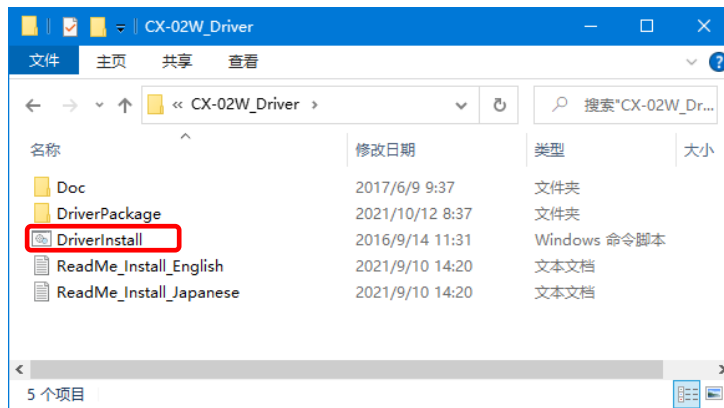 CX-02W_Driver
文件 主页 共享 查看
« CX-02W_Driver ›
搜索"CX-02W_Dr...
名称 修改日期 类型 大小
Doc 2017/6/9 9:37 文件夹
DriverPackage 2021/10/12 8:37 文件夹
DriverInstall 2016/9/14 11:31 Windows 命令脚本
ReadMe_Install_English 2021/9/10 14:20 文本文档
ReadMe_Install_Japanese 2021/9/10 14:20 文本文档
5 个项目